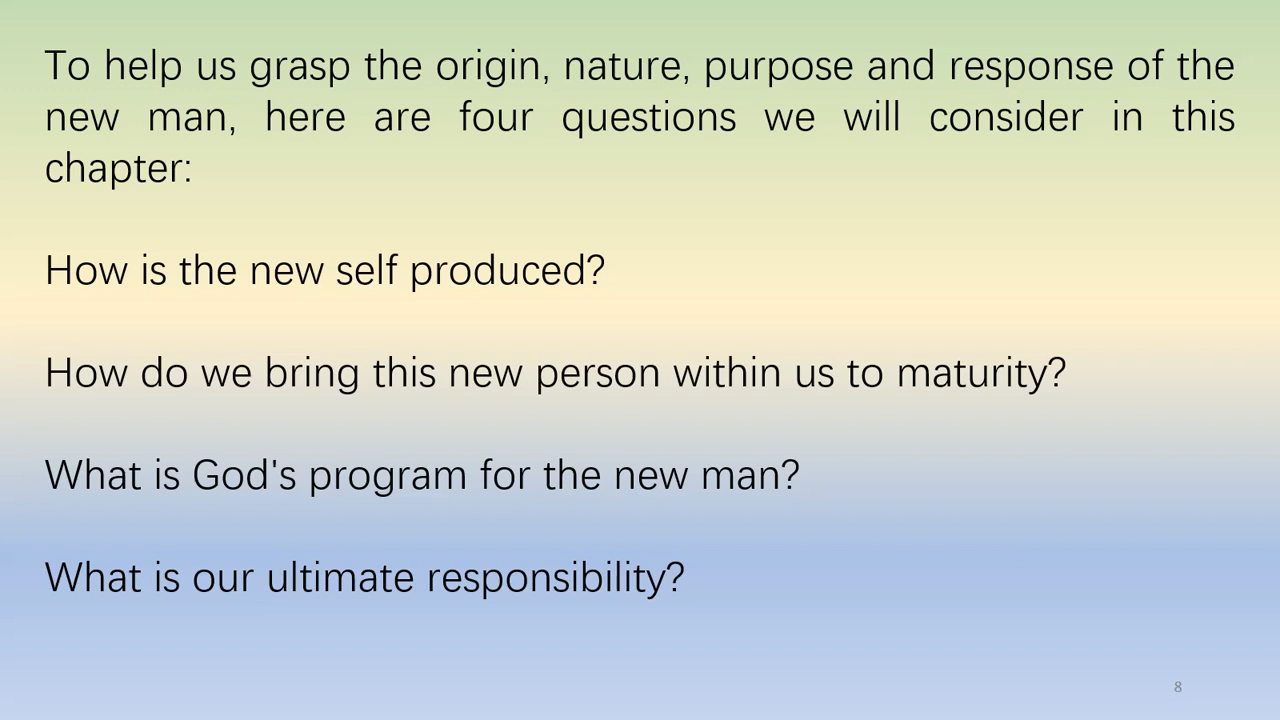 To help us grasp the origin, nature, purpose and response of the
new man, here are four questions we will consider in this
chapter:
How is the new self produced?
How do we bring this new person within us to maturity?
What is God's program for the new man?
What is our ultimate responsibility?
8